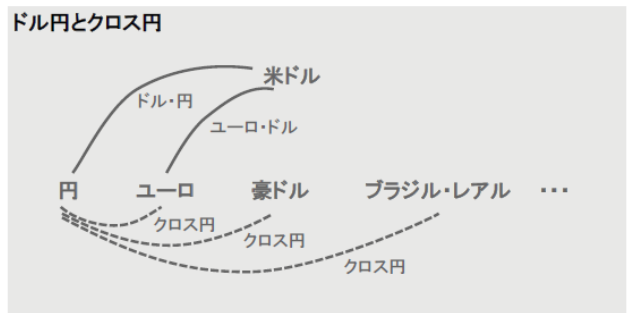 ドル円とクロス円
米ドル
ドル・円
ユーロ・ドル
円 ユーロ 豪ドル ブラジル・レアル ・・・
クロス円
クロス円
クロス円